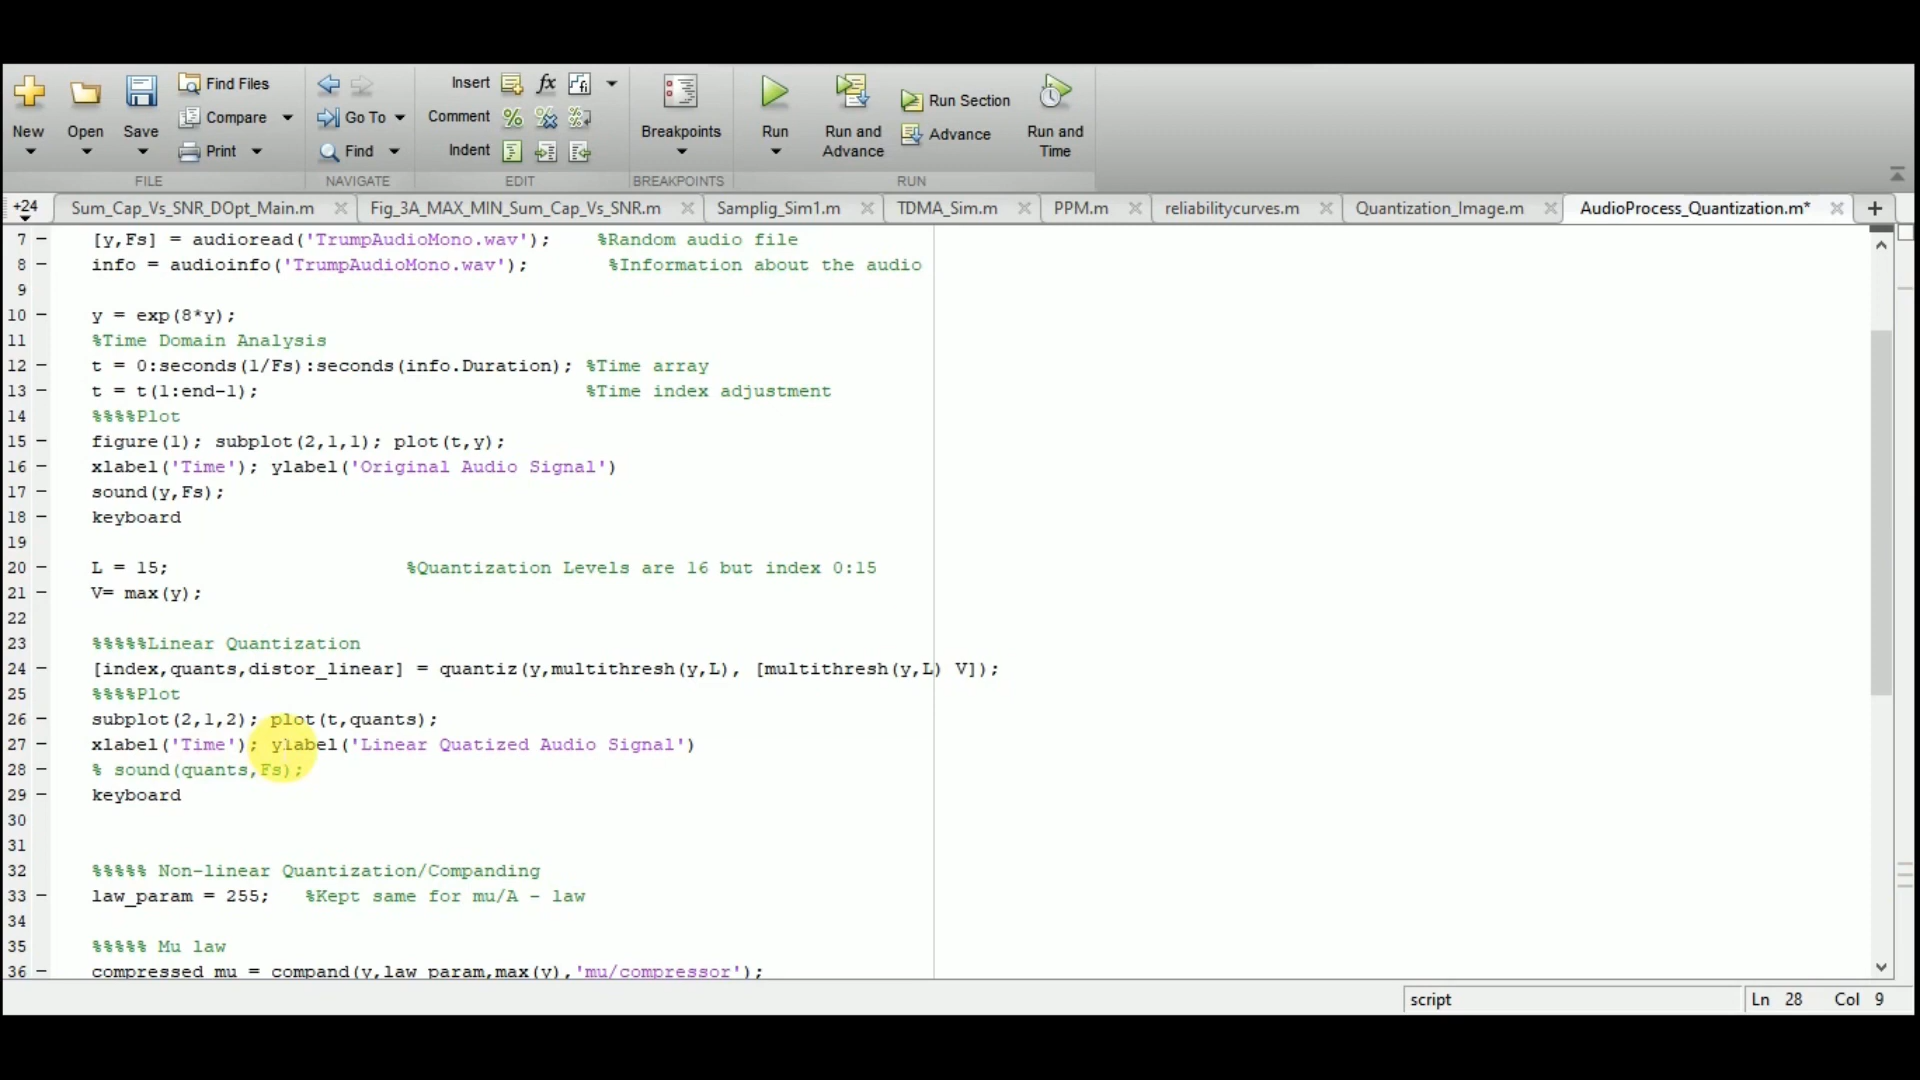 New
Open
Save
Find Files
Compare
Print
FILE
Go To
Find
NAVIGATE
Insert
fx
Comment
Indent
EDIT
Breakpoints
BREAKPOINTS
Run
Run and Advance
Run Section
Advance
Run and Time
RUN
+24 Sum_Cap_Vs_SNR_DOpt_Main.m Fig_3A_MAX_MIN_Sum_Cap_Vs_SNR.m Samplig_Sim1.m TDMA_Sim.m PPM.m reliabilitycurves.m Quantization_Image.m AudioProcess_Quantization.m*
7 – [y,Fs] = audioread('TrumpAudioMono.wav'); %Random audio file
8 – info = audioinfo('TrumpAudioMono.wav'); %Information about the audio
9
10 – y = exp(8*y);
11 %Time Domain Analysis
12 – t = 0:seconds(1/Fs):seconds(info.Duration); %Time array
13 – t = t(1:end-1); %Time index adjustment
14 %%%%Plot
15 – figure(1); subplot(2,1,1); plot(t,y);
16 – xlabel('Time'); ylabel('Original Audio Signal')
17 – sound(y,Fs);
18 – keyboard
19
20 – L = 15; %Quantization Levels are 16 but index 0:15
21 – V= max(y);
22
23 %%%%%Linear Quantization
24 – [index,quants,distor_linear] = quantiz(y,multithresh(y,L), [multithresh(y,L) V]);
25 %%%%Plot
26 – subplot(2,1,2); plot(t,quants);
27 – xlabel('Time'); ylabel('Linear Quatized Audio Signal')
28 – % sound(quants,Fs);
29 – keyboard
30
31
32 %%%%% Non-linear Quantization/Companding
33 – law_param = 255; %Kept same for mu/A - law
34
35 %%%%% Mu law
36 – compressed_mu = compand(y,law_param,max(y),'mu/compressor');
script Ln 28 Col 9